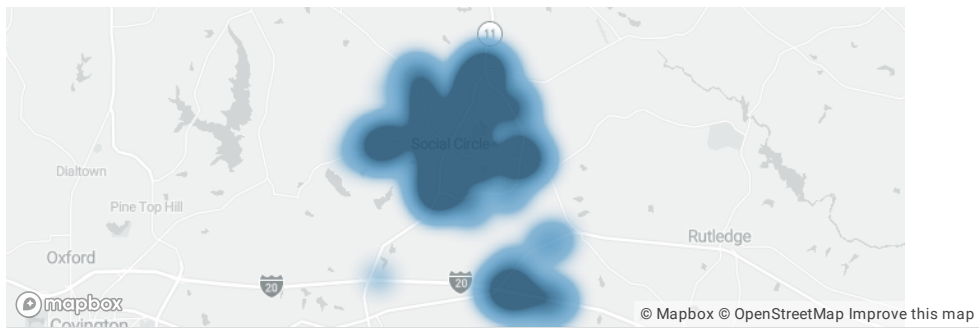 11
Social Circle
Dialtown
Pine Top Hill
Rutledge
Oxford
20
20
mapbox
© Mapbox © OpenStreetMap Improve this map
Covington